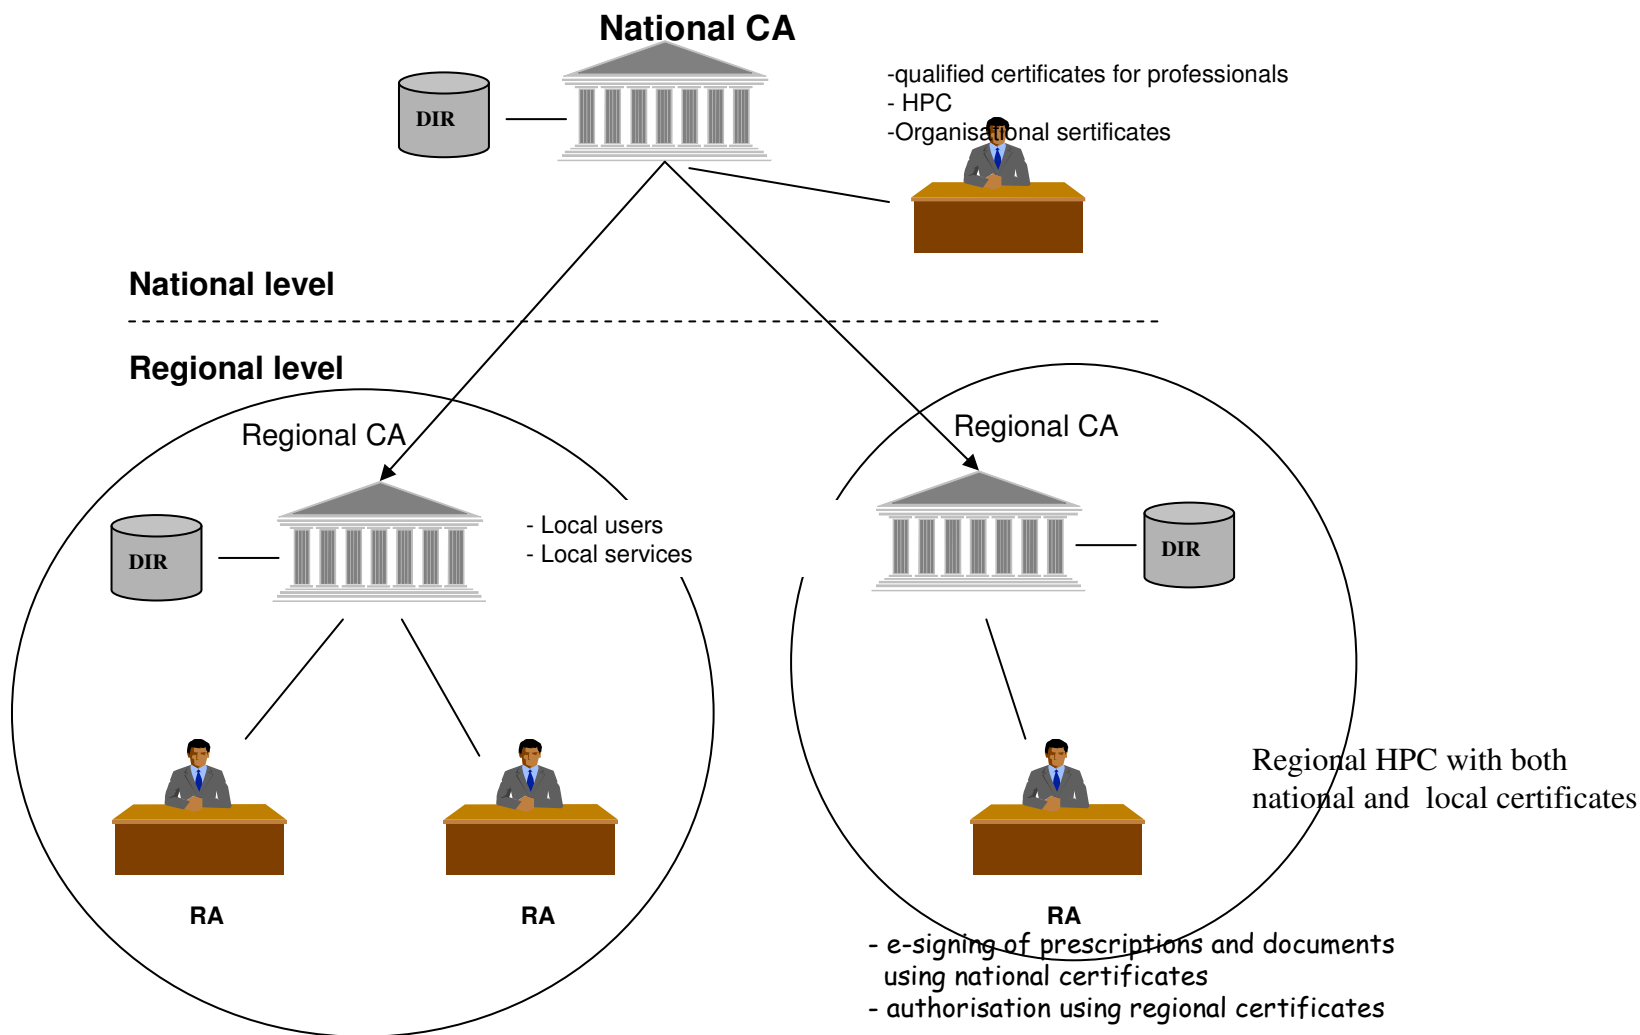 National CA
DIR
-qualified certificates for professionals
- HPC
-Organisational sertificates
National level
Regional level
Regional CA
DIR
- Local users
- Local services
RA
RA
Regional CA
DIR
RA
Regional HPC with both
national and local certificates
- e-signing of prescriptions and documents
using national certificates
- authorisation using regional certificates